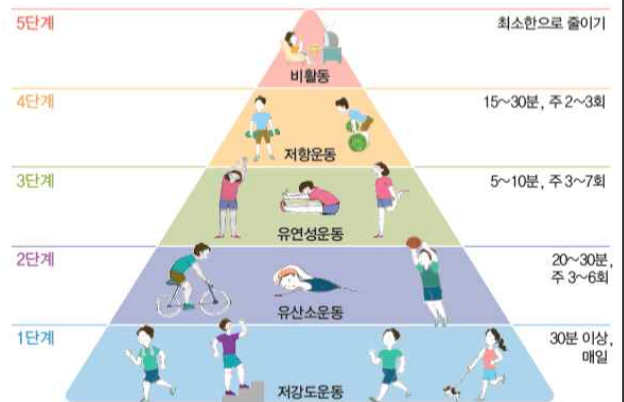 5단계
최소한으로 줄이기
비활동
4단계
15~30분, 주 2~3회
저항운동
3단계
5~10분, 주 3~7회
유연성운동
2단계
20~30분,
주 3~6회
유산소운동
1단계
30분 이상,
매일
저강도운동